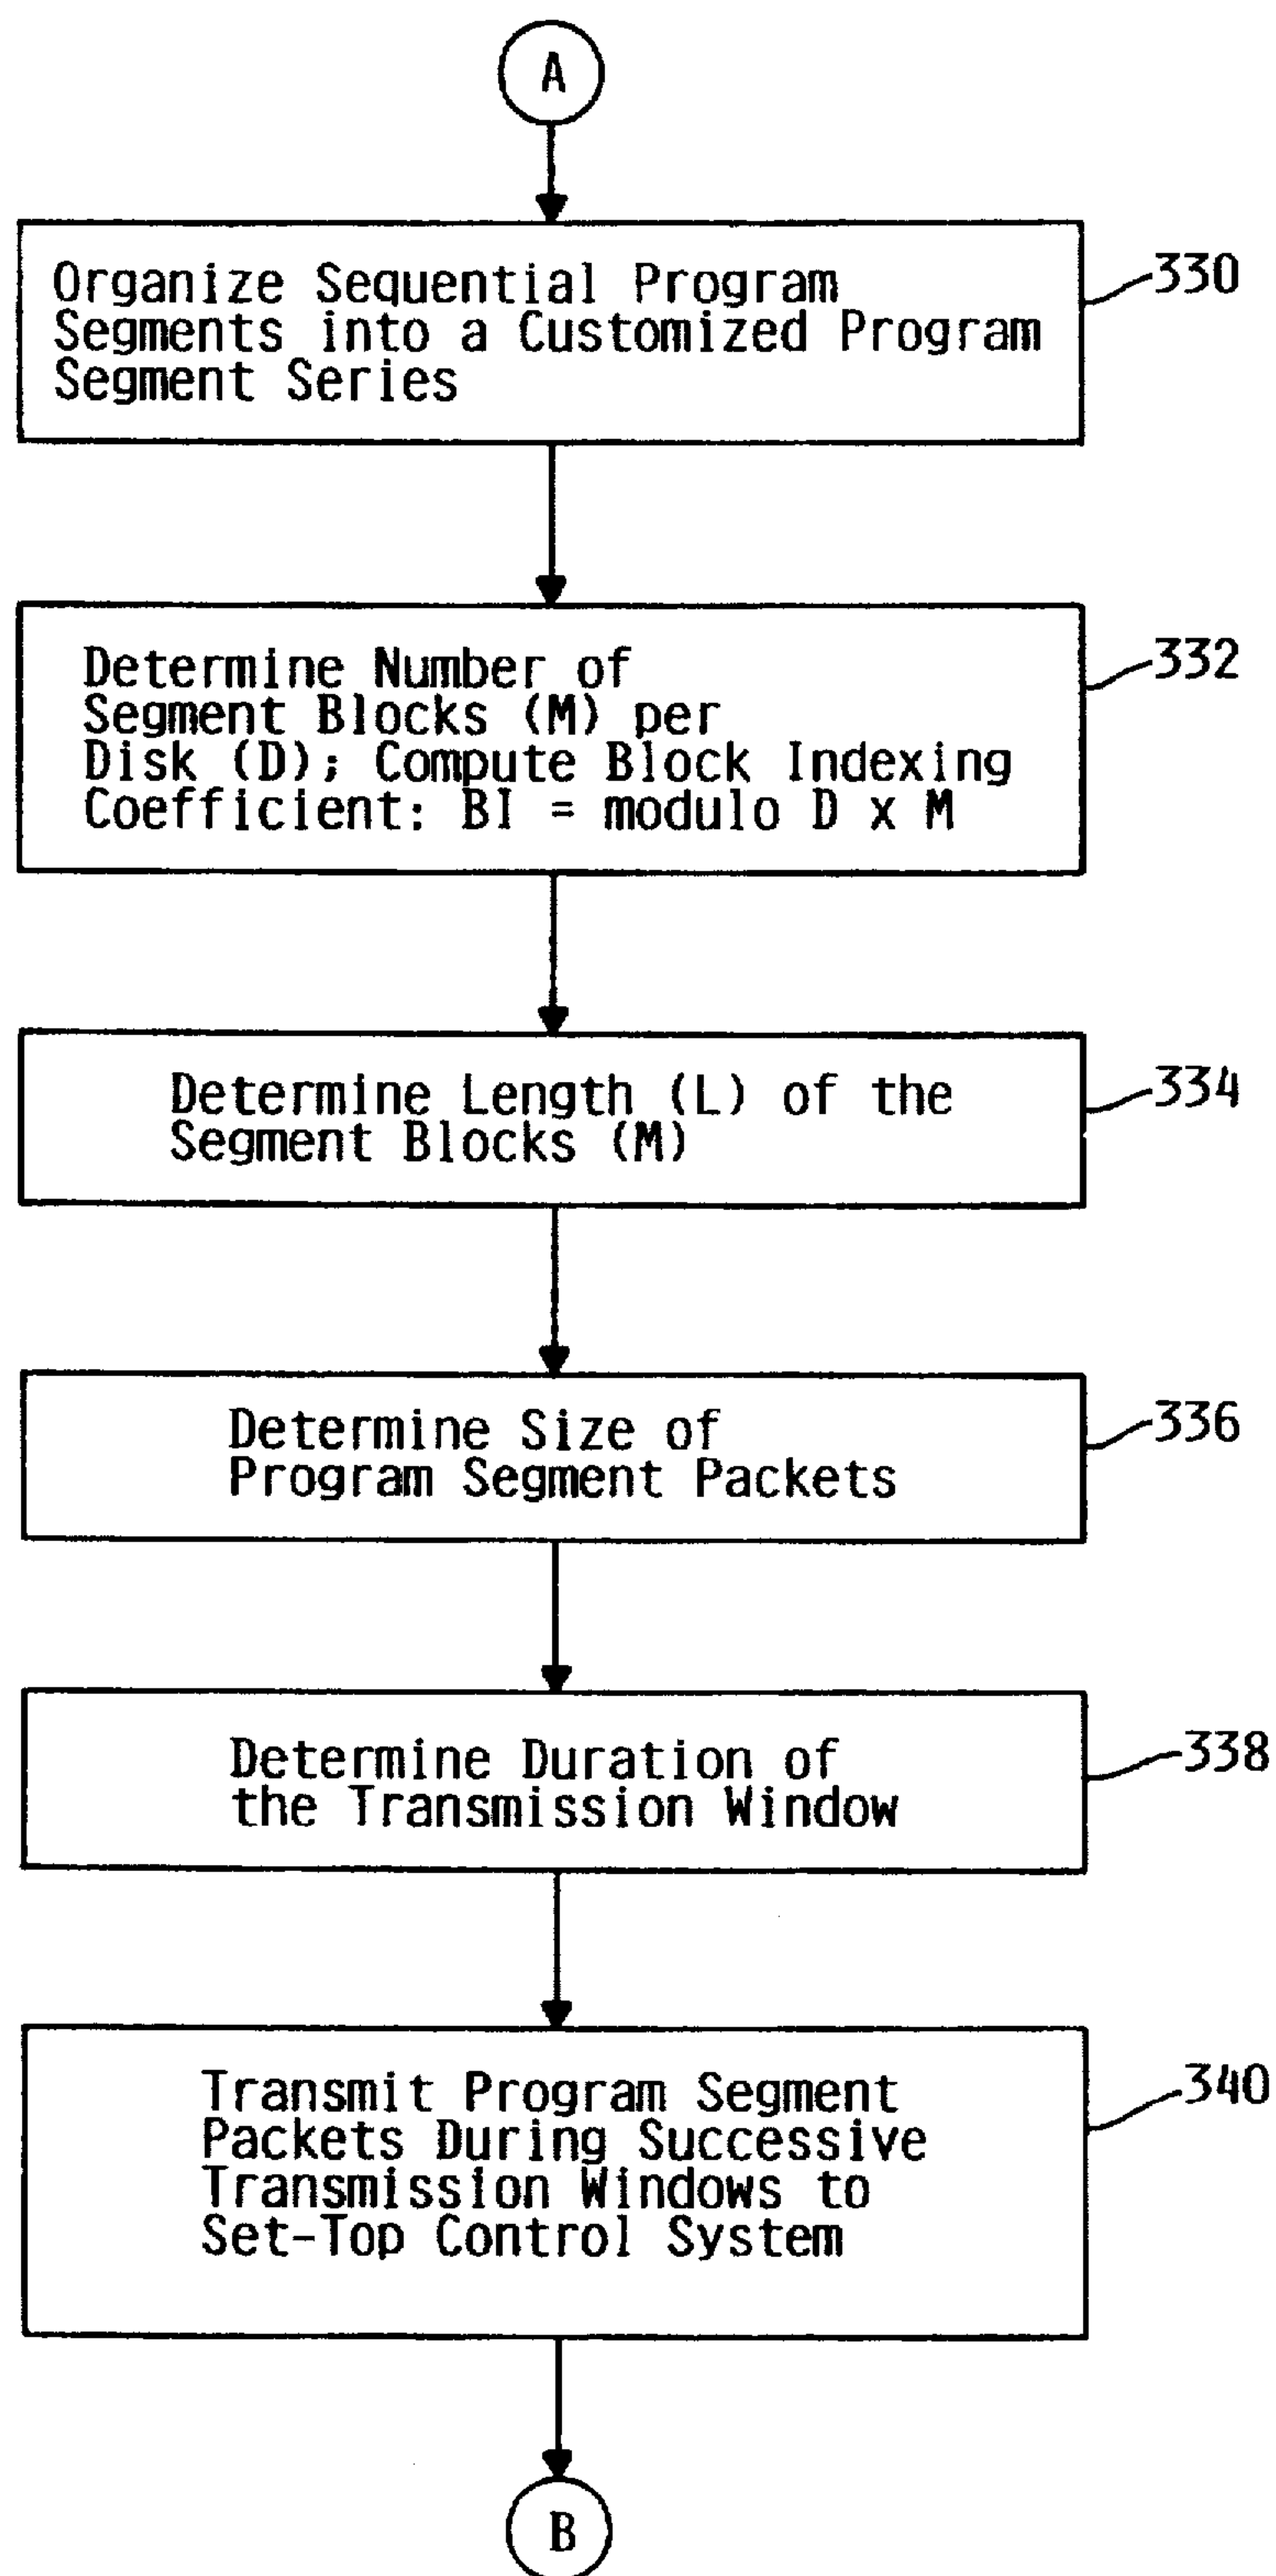 A
Organize Sequential Program
Segments into a Customized Program
Segment Series
330
Determine Number of
Segment Blocks (M) per
Disk (D); Compute Block Indexing
Coefficient: BI = modulo D x M
332
Determine Length (L) of the
Segment Blocks (M)
334
Determine Size of
Program Segment Packets
336
Determine Duration of
the Transmission Window
338
Transmit Program Segment
Packets During Successive
Transmission Windows to
Set-Top Control System
340
B